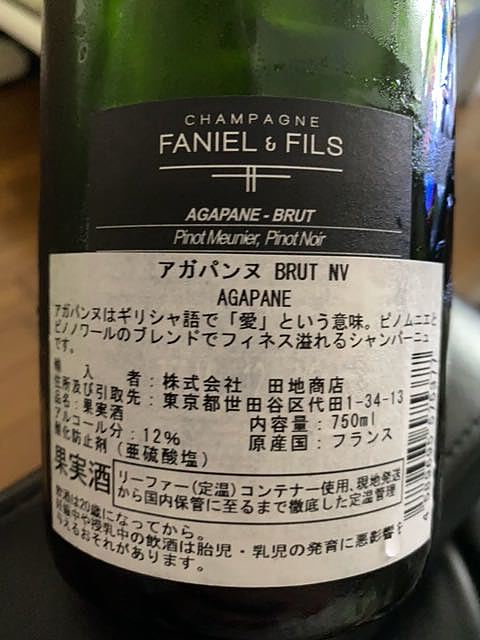 CHAMPAGNE
FANIEL & FILS
AGAPANE - BRUT
Pinot Meunier, Pinot Noir
アガパンヌ BRUT NV
AGAPANE
アガパンヌはギリシャ語で「愛」という意味。ピノムニエと
ピノノワールのブレンドでフィネス溢れるシャンパーニュ
です。
輸入者：株式会社 田地商店
住所及び引取先：東京都世田谷区代田1-34-13
品名：果実酒 内容量：750ml
アルコール分：12% 原産国：フランス
酸化防止剤（亜硫酸塩）
果実酒
リーファー(定温)コンテナー使用、現地発送
から国内保管に至るまで徹底した定温管理
飲酒は20歳になってから。
妊娠中や授乳中の飲酒は胎児・乳児の発育に悪影響を
与えるおそれがあります。